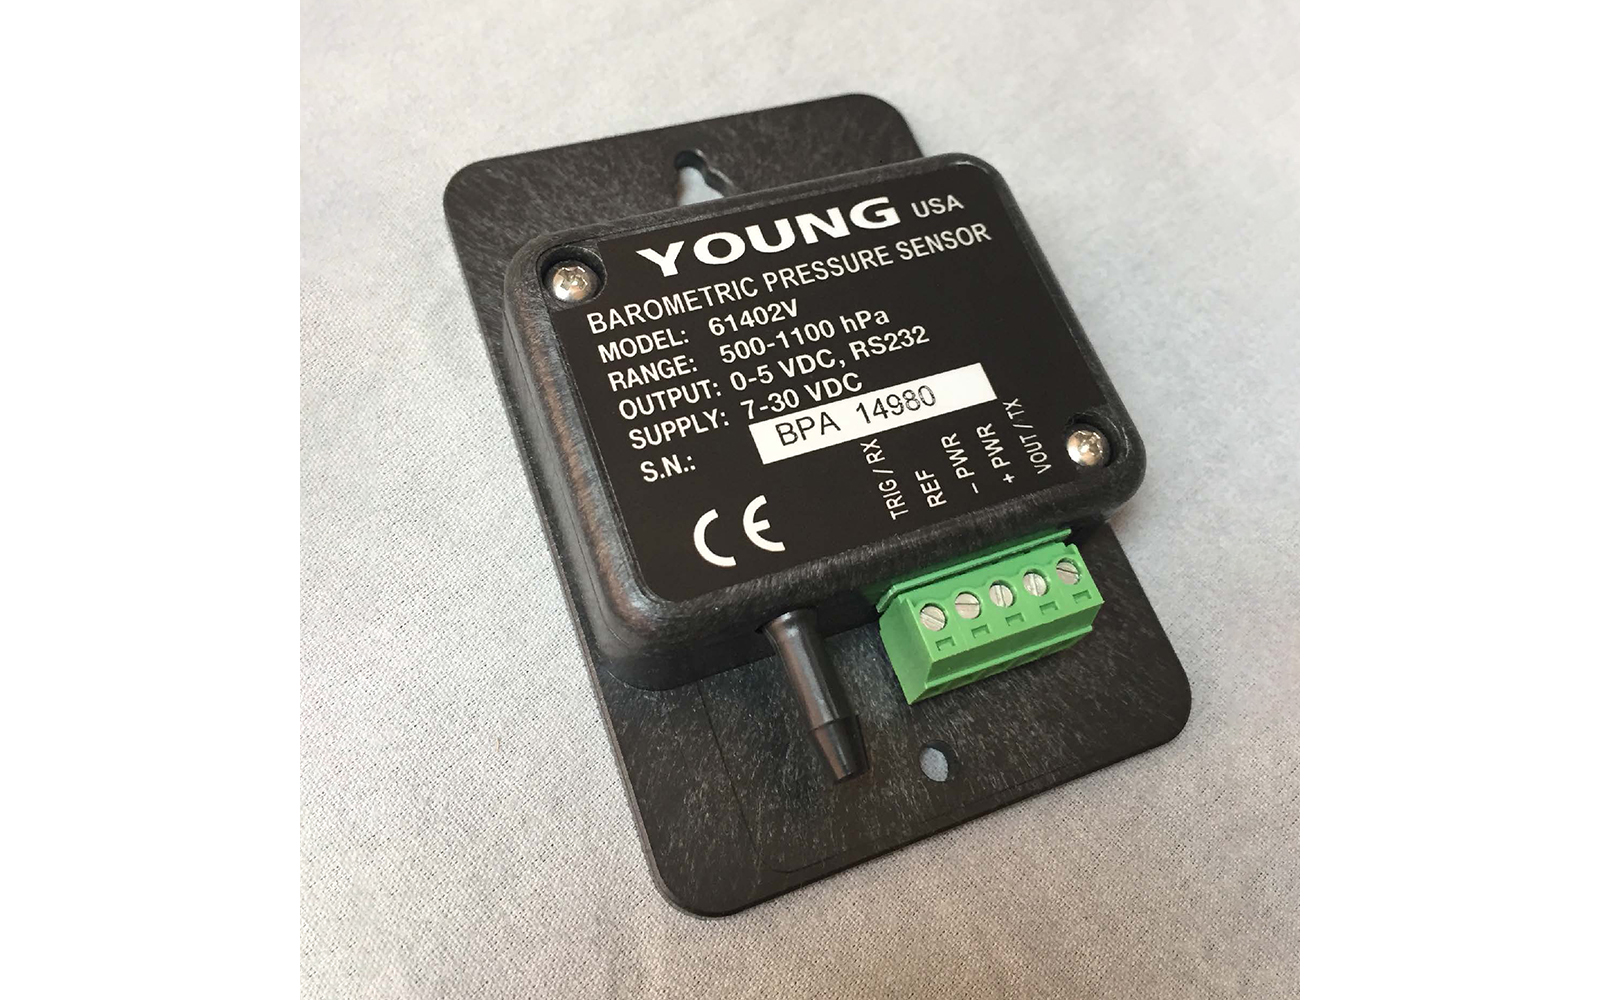 YOUNG USA
BAROMETRIC PRESSURE SENSOR
MODEL: 61402V
RANGE: 500-1100 hPa
OUTPUT: 0-5 VDC, RS232
SUPPLY: 7-30 VDC
S.N.: BPA 14980
TRIG / RX
REF
- PWR
+ PWR
VOUT / TX
CE